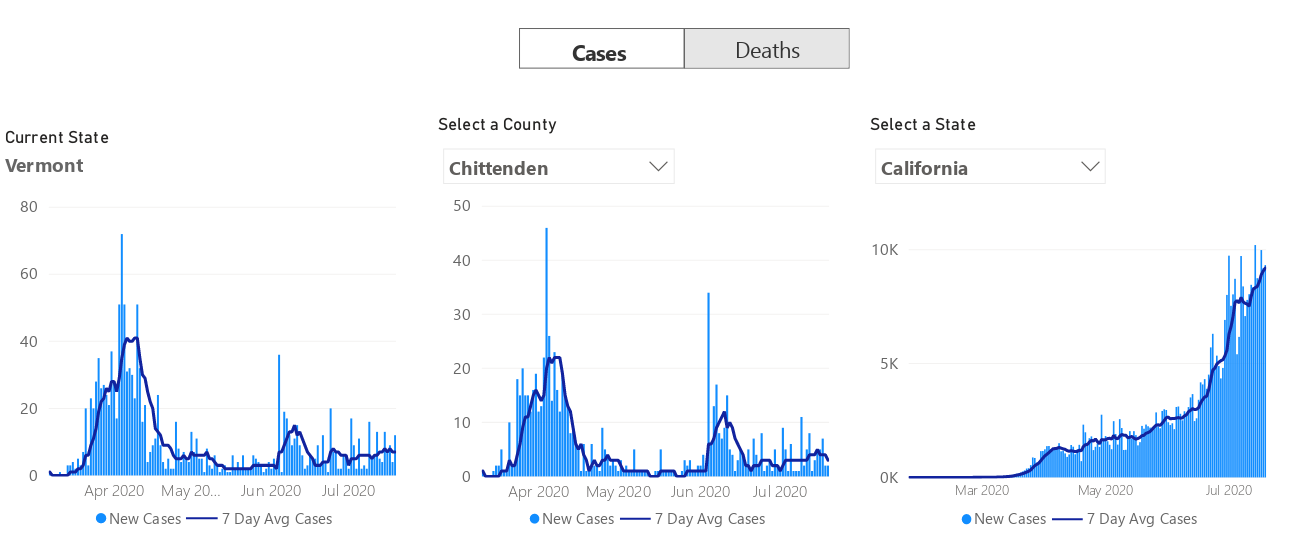 Cases Deaths
Current State
Vermont
Select a County
Chittenden
Select a State
California
80
60
40
20
0
Apr 2020 May 20... Jun 2020 Jul 2020
New Cases 7 Day Avg Cases
50
40
30
20
10
0
Apr 2020 May 2020 Jun 2020 Jul 2020
New Cases 7 Day Avg Cases
10K
5K
0K
Mar 2020 May 2020 Jul 2020
New Cases 7 Day Avg Cases